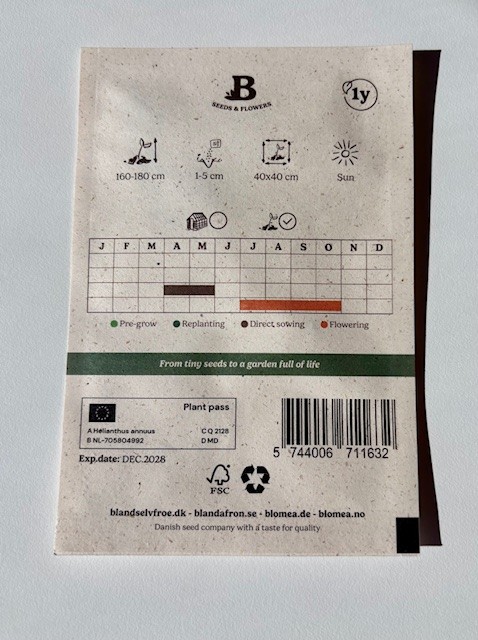 B
SEEDS & FLOWERS
1y
160-180 cm 1-5 cm 40x40 cm Sun
J F M A M J J A S O N D
Pre-grow Replanting Direct sowing Flowering
From tiny seeds to a garden full of life
Plant pass
A Helianthus annuus C Q 2128
B NL-705804992 D MD
Exp.date: DEC.2028
5 744006 711632
FSC
blandselvfroe.dk - blandafron.se - blomea.de - blomea.no
Danish seed company with a taste for quality